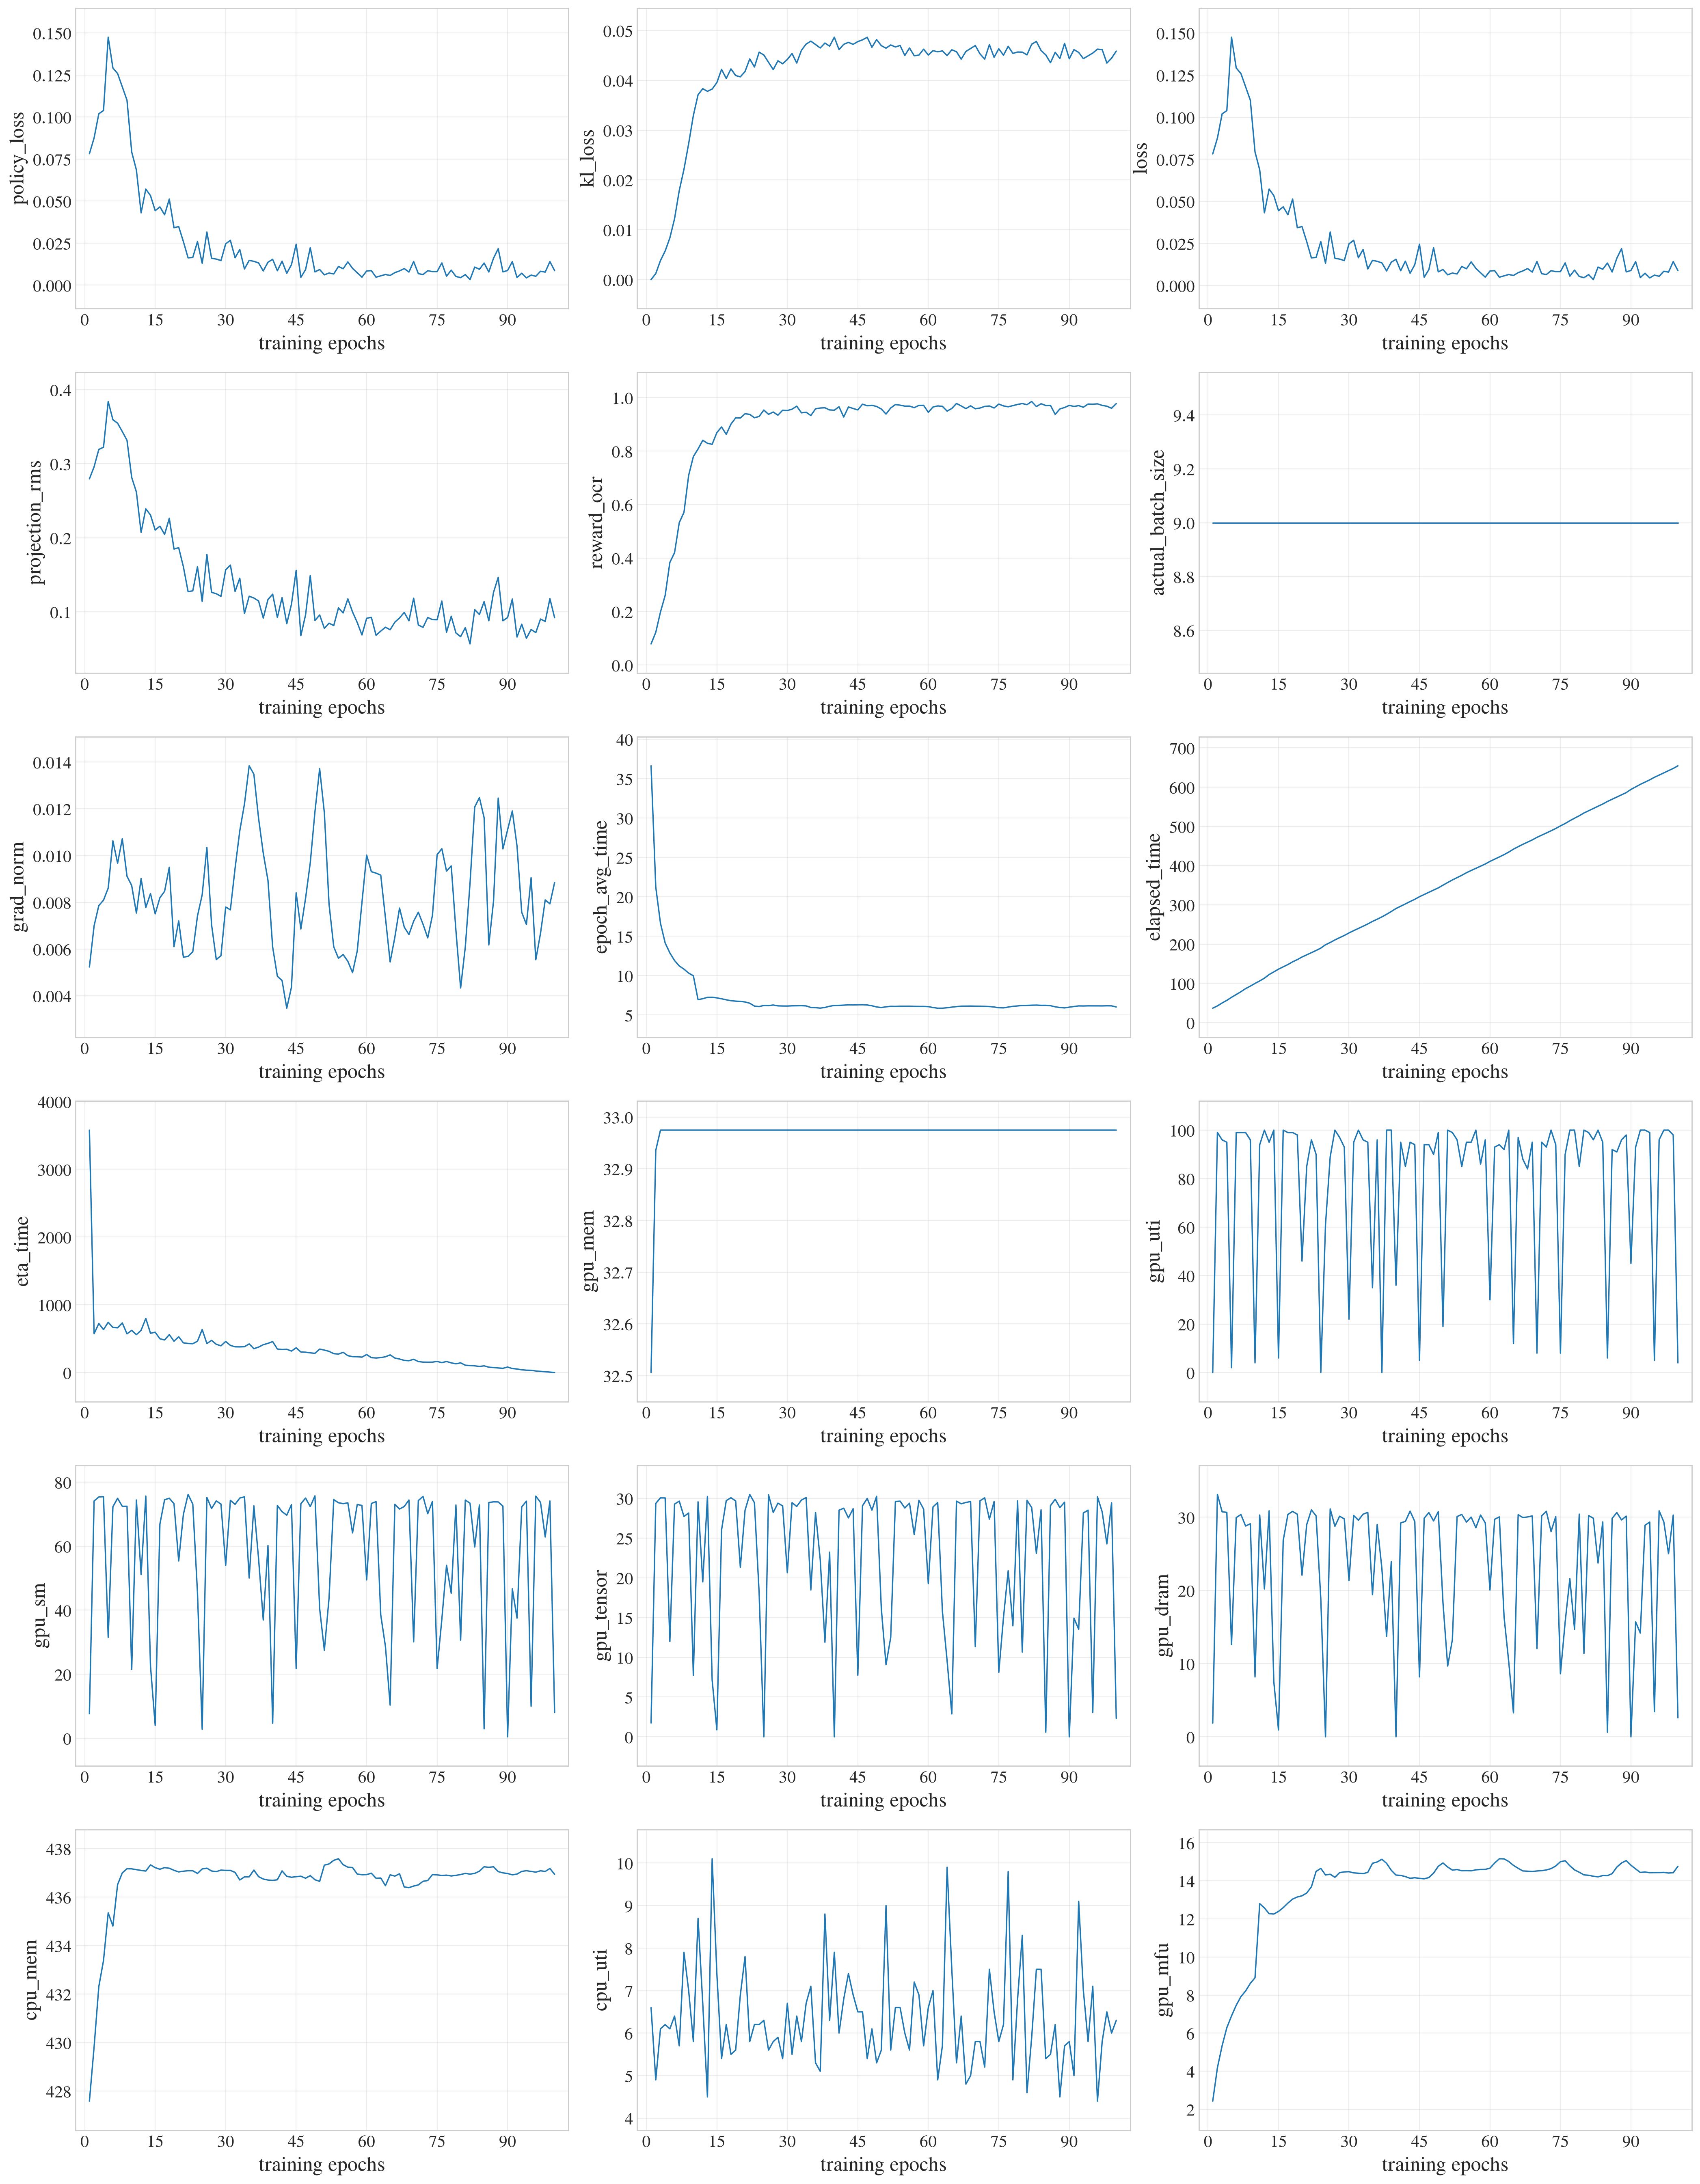 policy_loss
0.150
0.125
0.100
0.075
0.050
0.025
0.000
0 15 30 45 60 75 90
training epochs
kl_loss
0.05
0.04
0.03
0.02
0.01
0.00
0 15 30 45 60 75 90
training epochs
loss
0.150
0.125
0.100
0.075
0.050
0.025
0.000
0 15 30 45 60 75 90
training epochs
projection_rms
0.4
0.3
0.2
0.1
0 15 30 45 60 75 90
training epochs
reward_ocr
1.0
0.8
0.6
0.4
0.2
0.0
0 15 30 45 60 75 90
training epochs
actual_batch_size
9.4
9.2
9.0
8.8
8.6
0 15 30 45 60 75 90
training epochs
grad_norm
0.014
0.012
0.010
0.008
0.006
0.004
0 15 30 45 60 75 90
training epochs
epoch_avg_time
40
35
30
25
20
15
10
5
0 15 30 45 60 75 90
training epochs
elapsed_time
700
600
500
400
300
200
100
0
0 15 30 45 60 75 90
training epochs
eta_time
4000
3000
2000
1000
0
0 15 30 45 60 75 90
training epochs
gpu_mem
33.0
32.9
32.8
32.7
32.6
32.5
0 15 30 45 60 75 90
training epochs
gpu_uti
100
80
60
40
20
0
0 15 30 45 60 75 90
training epochs
gpu_sm
80
60
40
20
0
0 15 30 45 60 75 90
training epochs
gpu_tensor
30
25
20
15
10
5
0
0 15 30 45 60 75 90
training epochs
gpu_dram
30
20
10
0
0 15 30 45 60 75 90
training epochs
cpu_mem
438
436
434
432
430
428
0 15 30 45 60 75 90
training epochs
cpu_uti
10
9
8
7
6
5
4
0 15 30 45 60 75 90
training epochs
gpu_mfu
16
14
12
10
8
6
4
2
0 15 30 45 60 75 90
training epochs